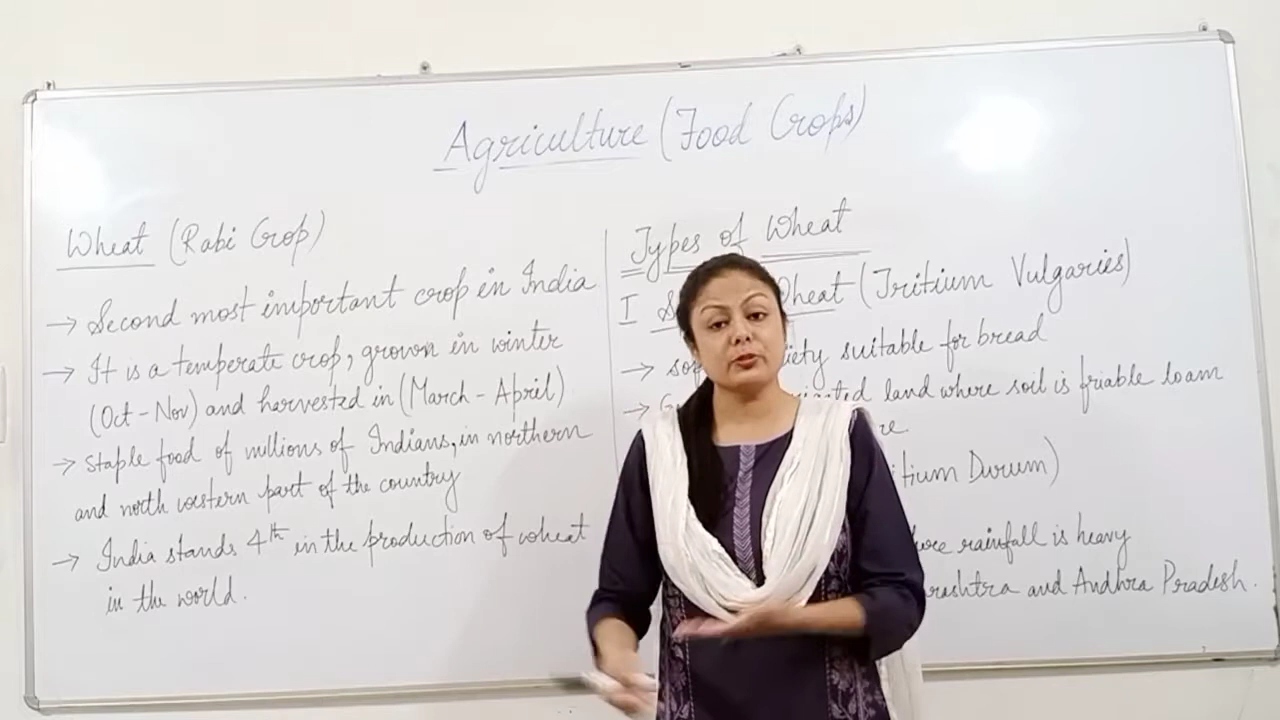 Agriculture (Food Crops)
Wheat (Rabi Crop)
→ Second most important crop in India
→ It is a temperate crop, grown in winter
(Oct-Nov) and harvested in (March-April)
→ Staple food of millions of Indians, in northern
and north western part of the country
→ India stands 4th in the production of wheat
in the world.
Types of Wheat
I Wheat (Tritium Vulgaries)
→ suitable for bread
→ land where soil is friable loam
Durum)
rainfall is heavy
and Andhra Pradesh.